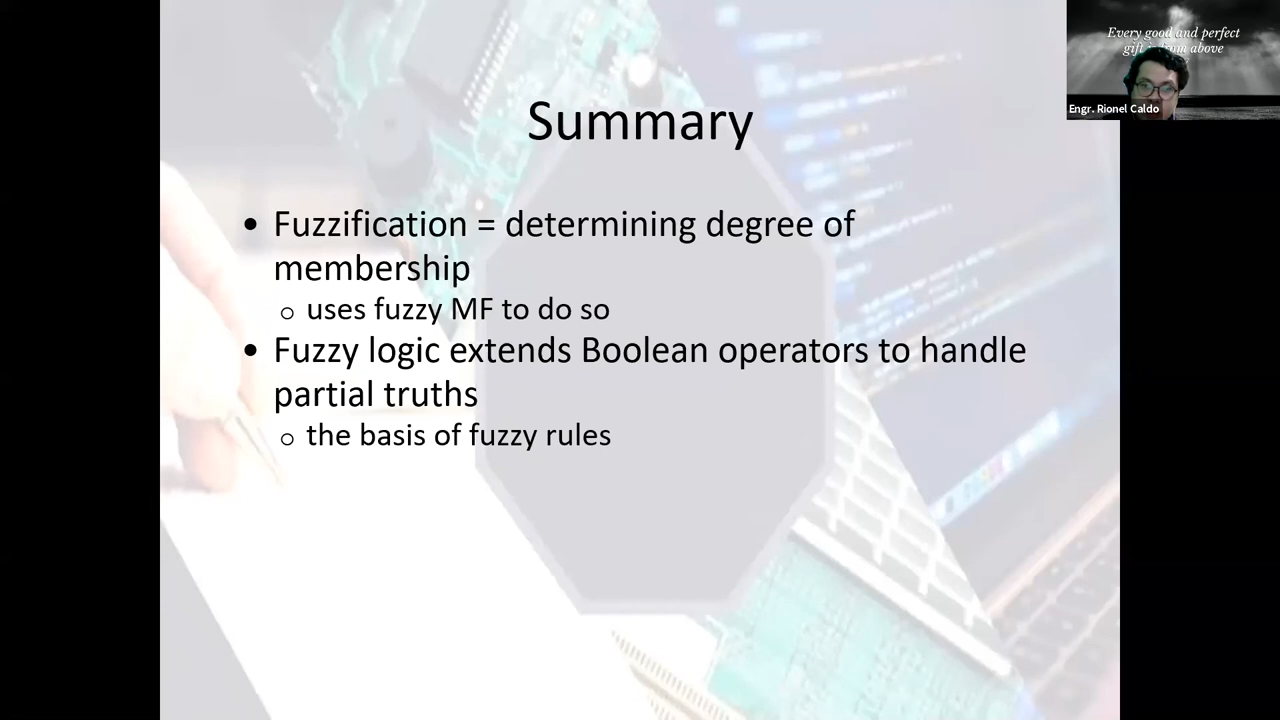 Every good and perfect
gift is from above
Engr. Rionel Caldo
Summary
• Fuzzification = determining degree of
membership
o uses fuzzy MF to do so
• Fuzzy logic extends Boolean operators to handle
partial truths
o the basis of fuzzy rules